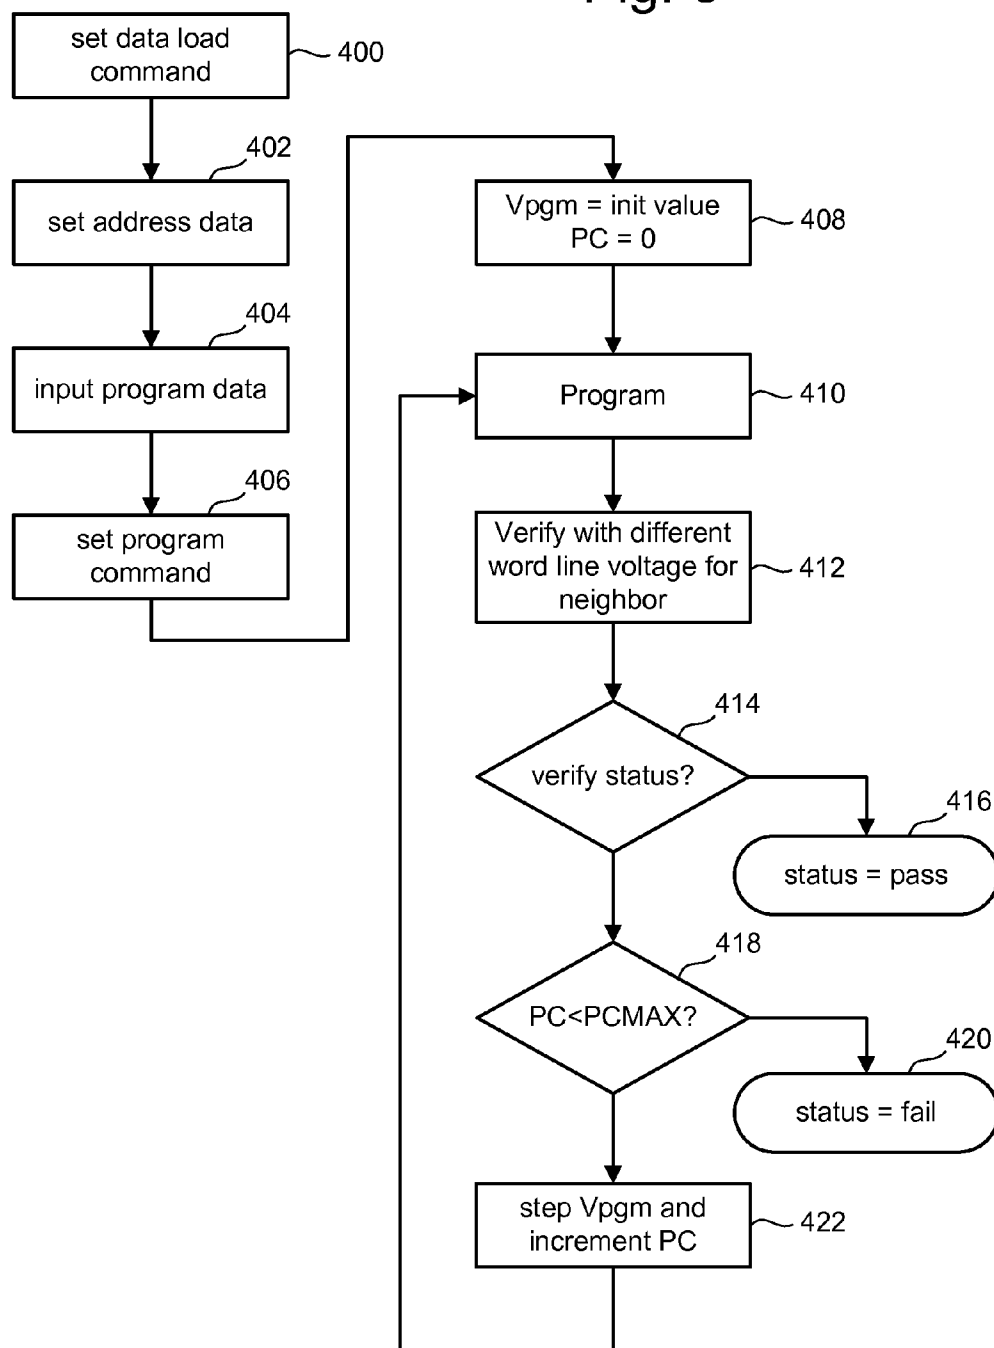 set data load
command
400
402
set address data
404
input program data
406
set program
command
Vpgm = init value
PC = 0
408
Program
410
Verify with different
word line voltage for
neighbor
412
414
verify status?
416
status = pass
418
PC<PCMAX?
420
status = fail
step Vpgm and
increment PC
422